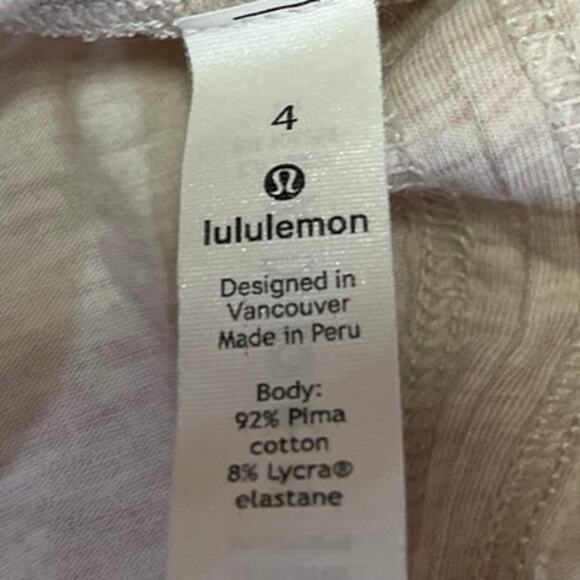 4
lululemon
Designed in
Vancouver
Made in Peru
Body:
92% Pima
cotton
8% Lycra®
elastane